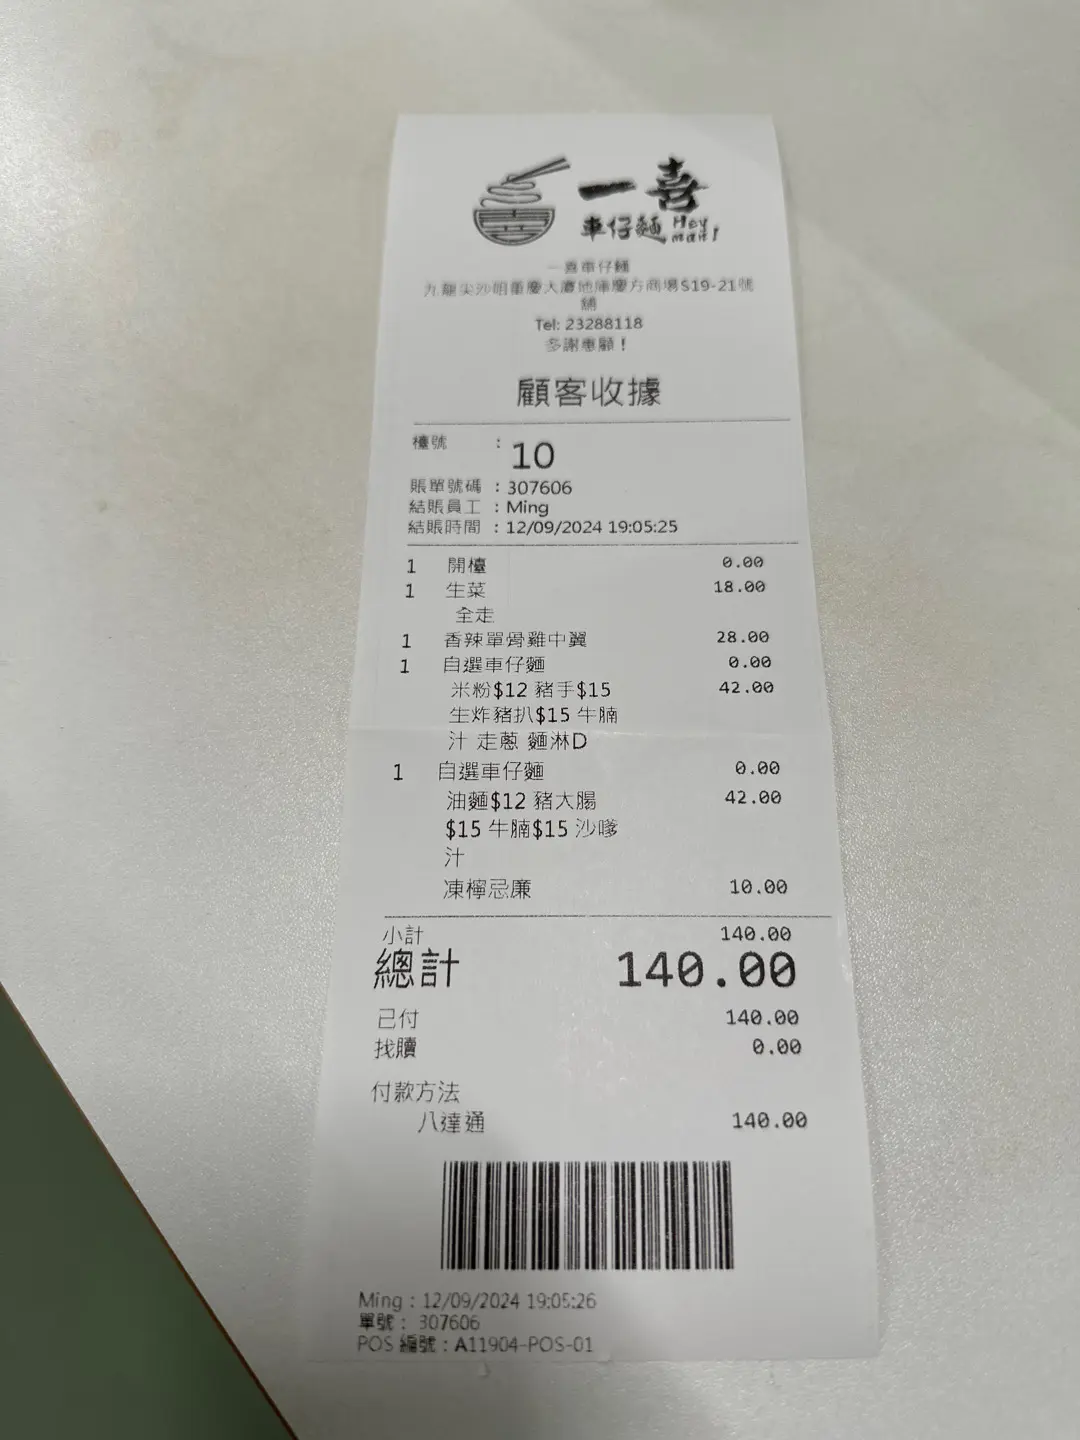 一喜
車仔麵 Hey man!
一喜車仔麵
九龍尖沙咀重慶大廈地庫慶方商場S19-21號
舖
Tel: 23288118
多謝惠顧！
顧客收據
檯號 : 10
賬單號碼 : 307606
結賬員工 : Ming
結賬時間 : 12/09/2024 19:05:25
1 開檯 0.00
1 生菜 18.00
全走
1 香辣單骨雞中翼 28.00
1 自選車仔麵 0.00
米粉$12 豬手$15 42.00
生炸豬扒$15 牛腩
汁 走蔥 麵淋D
1 自選車仔麵 0.00
油麵$12 豬大腸 42.00
$15 牛腩$15 沙嗲
汁
凍檸忌廉 10.00
小計 140.00
總計 140.00
已付 140.00
找贖 0.00
付款方法
八達通 140.00
Ming : 12/09/2024 19:05:26
單號 : 307606
POS 編號 : A11904-POS-01